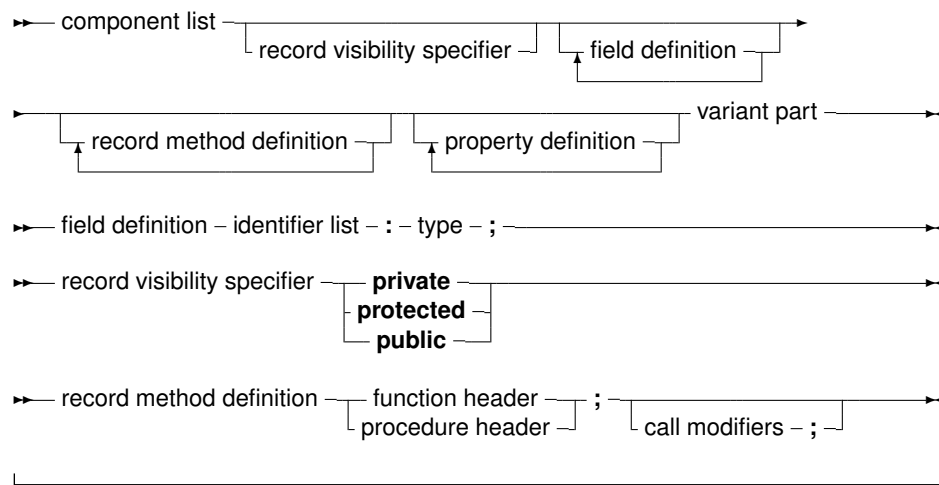 component list
record visibility specifier field definition
record method definition property definition variant part
field definition identifier list : type ;
record visibility specifier private
protected
public
record method definition function header ;
procedure header call modifiers ;